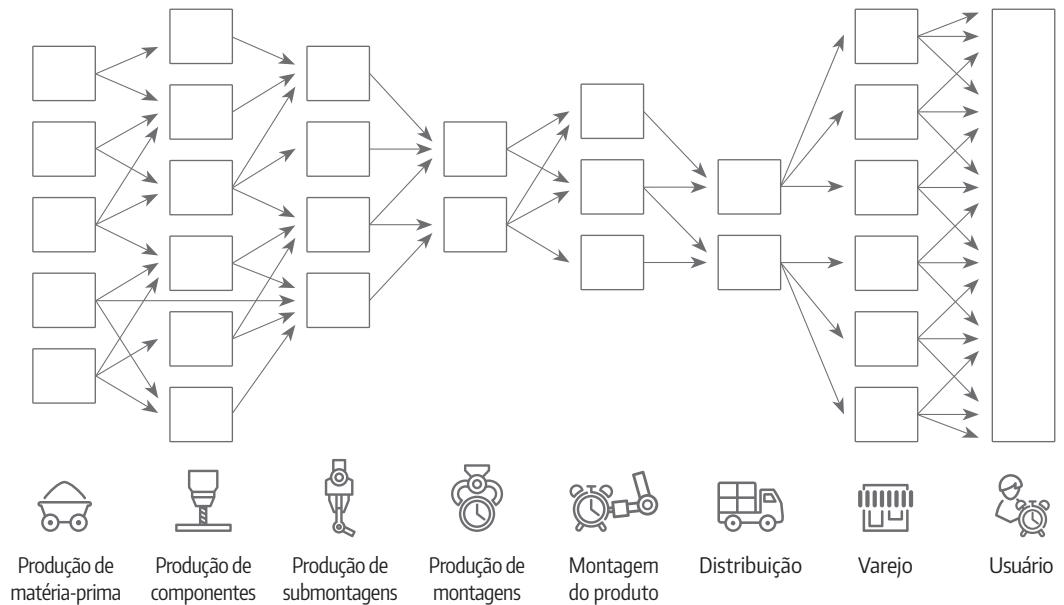 Produção de
matéria-prima
Produção de
componentes
Produção de
submontagens
Produção de
montagens
Montagem
do produto
Distribuição
Varejo
Usuário